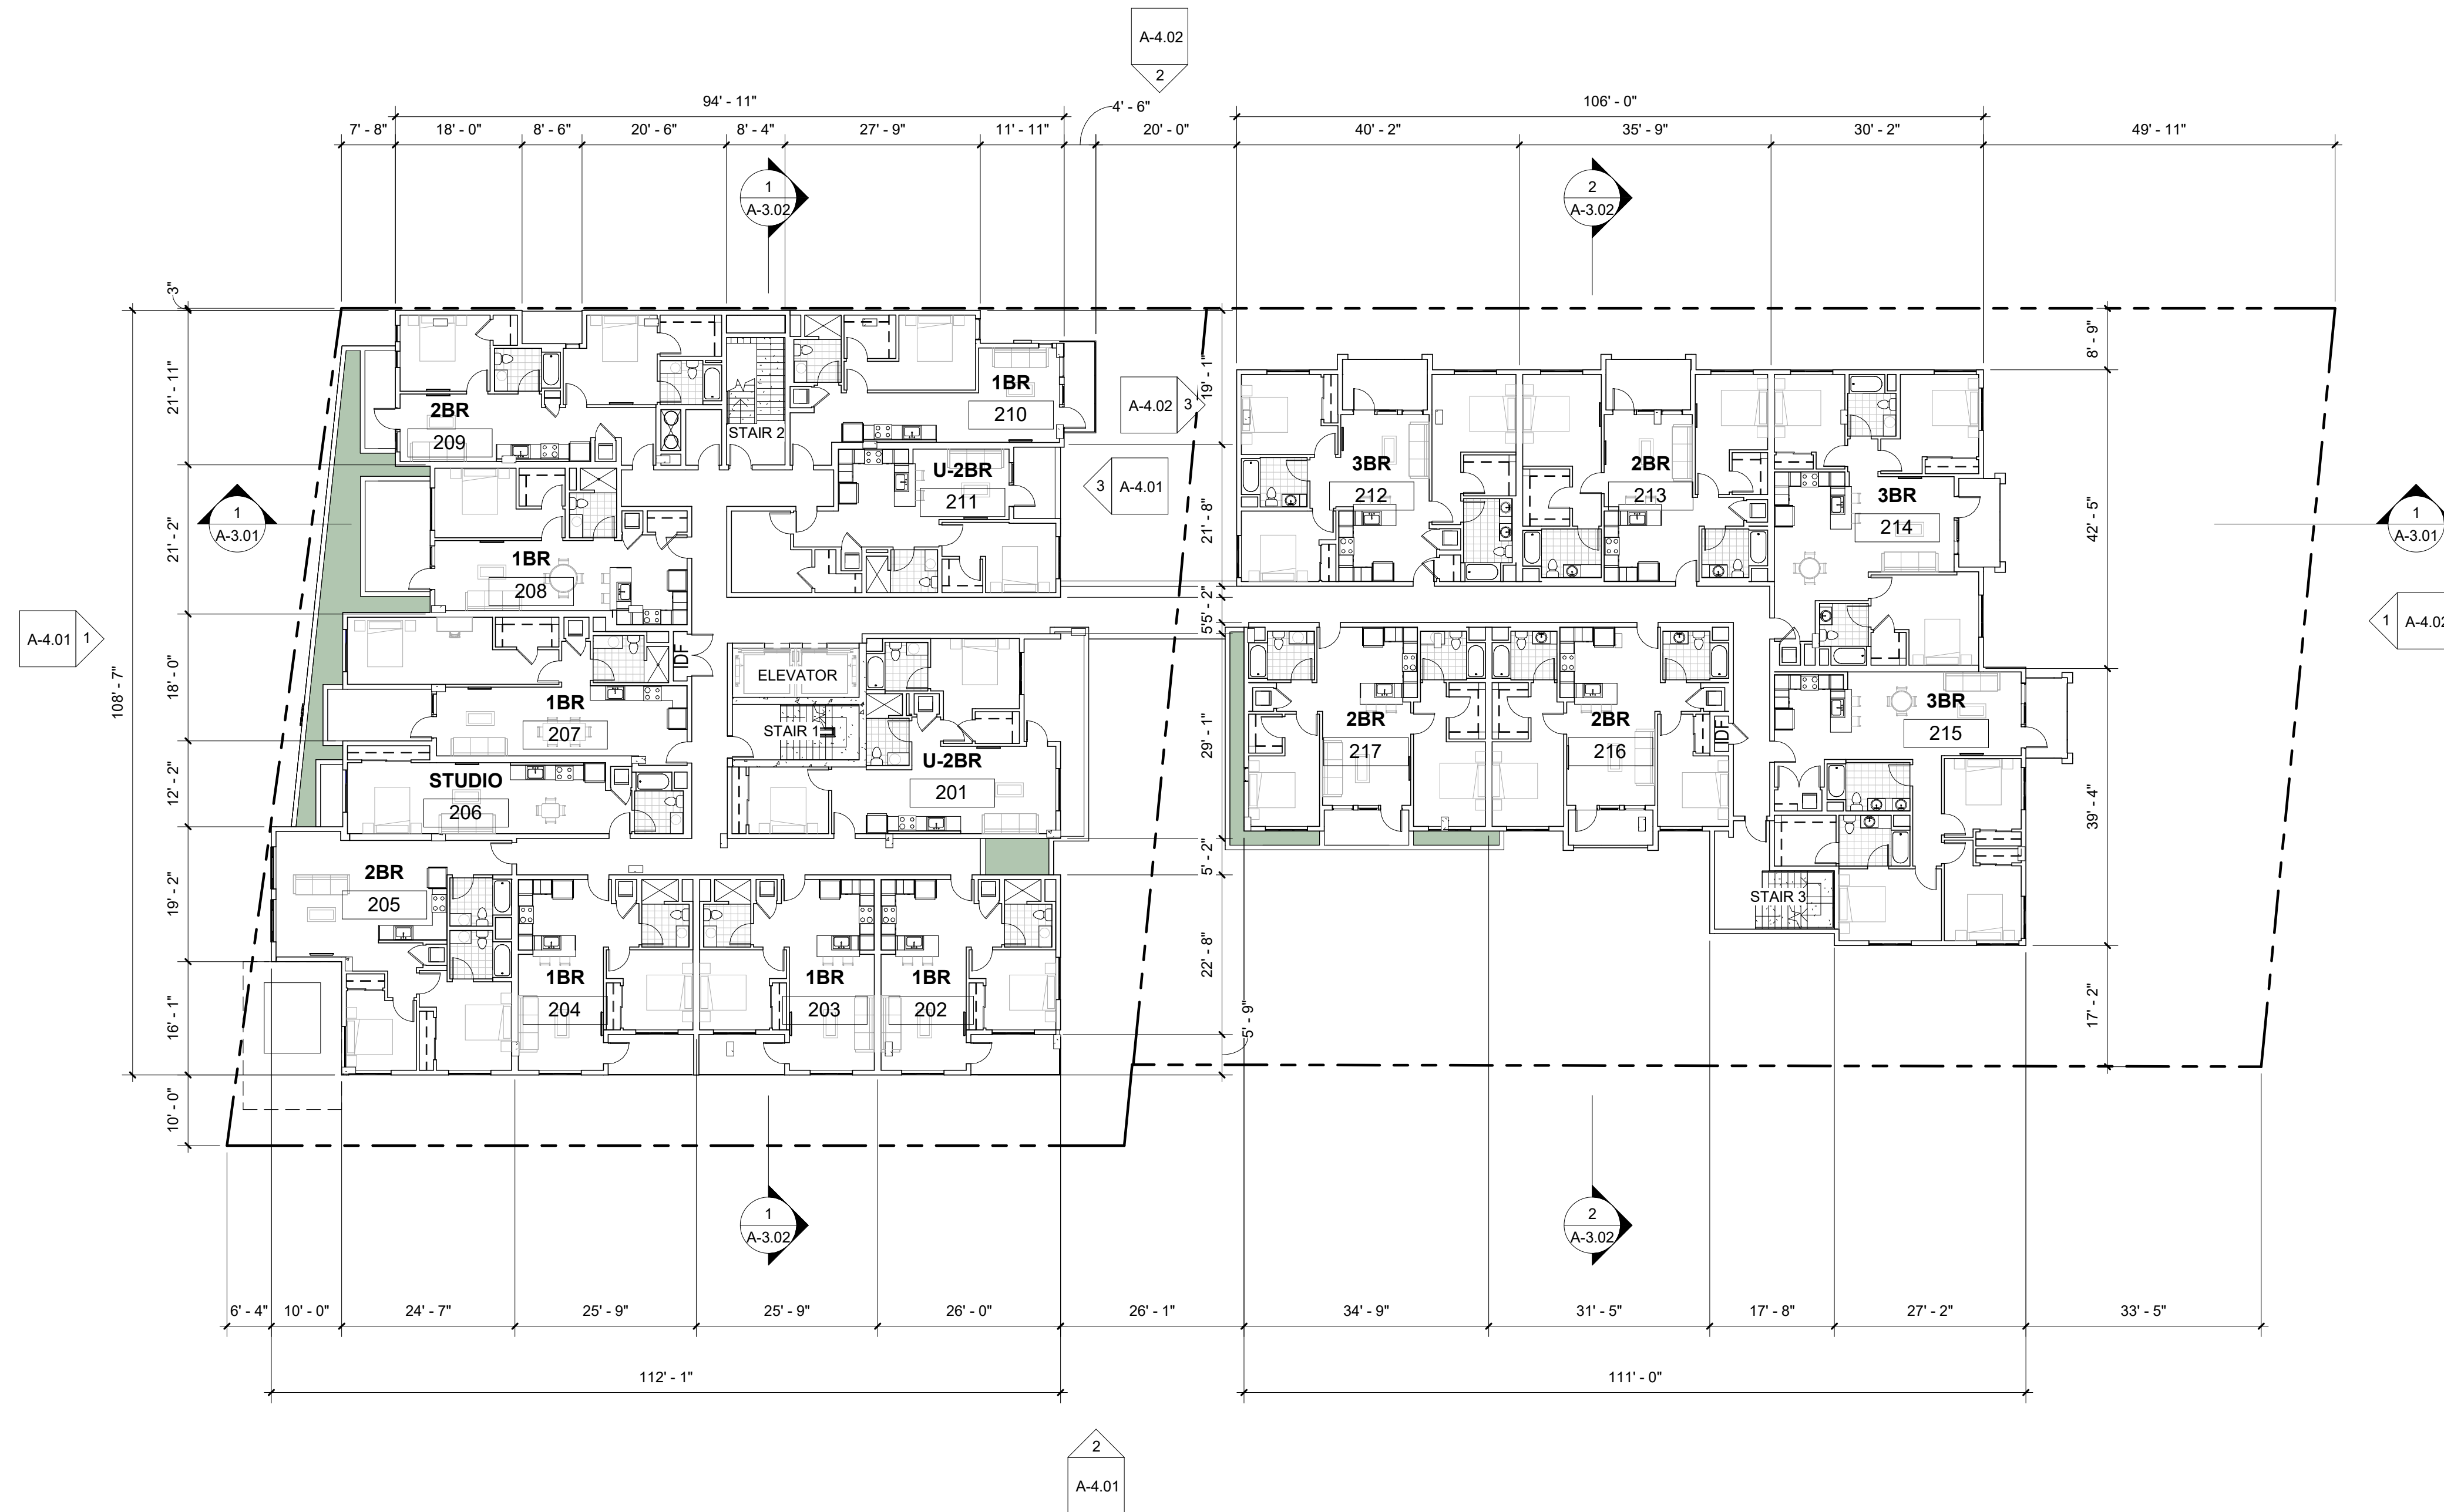 A-4.02
2
94' - 11"
4' - 6"
106' - 0"
7' - 8"
18' - 0"
8' - 6"
20' - 6"
8' - 4"
27' - 9"
11' - 11"
20' - 0"
40' - 2"
35' - 9"
30' - 2"
49' - 11"
1
A-3.02
2
A-3.02
3"
21' - 11"
21' - 2"
18' - 0"
12' - 2"
19' - 2"
16' - 1"
10' - 0"
108' - 7"
1
A-3.01
A-4.01
1
2BR
209
STAIR 2
1BR
210
U-2BR
211
1BR
208
IDF
1BR
207
ELEVATOR
STAIR 1
U-2BR
201
STUDIO
206
2BR
205
1BR
204
1BR
203
1BR
202
A-4.02
3
3
A-4.01
19' - 1"
21' - 8"
5' - 2"
5'
29' - 1"
5' - 2"
22' - 8"
5' - 9"
3BR
212
2BR
213
3BR
214
2BR
217
2BR
216
IDF
3BR
215
STAIR 3
8' - 9"
42' - 5"
39' - 4"
17' - 2"
1
A-3.01
1
A-4.02
1
A-3.02
2
A-3.02
6' - 4"
10' - 0"
24' - 7"
25' - 9"
25' - 9"
26' - 0"
26' - 1"
34' - 9"
31' - 5"
17' - 8"
27' - 2"
33' - 5"
112' - 1"
111' - 0"
2
A-4.01